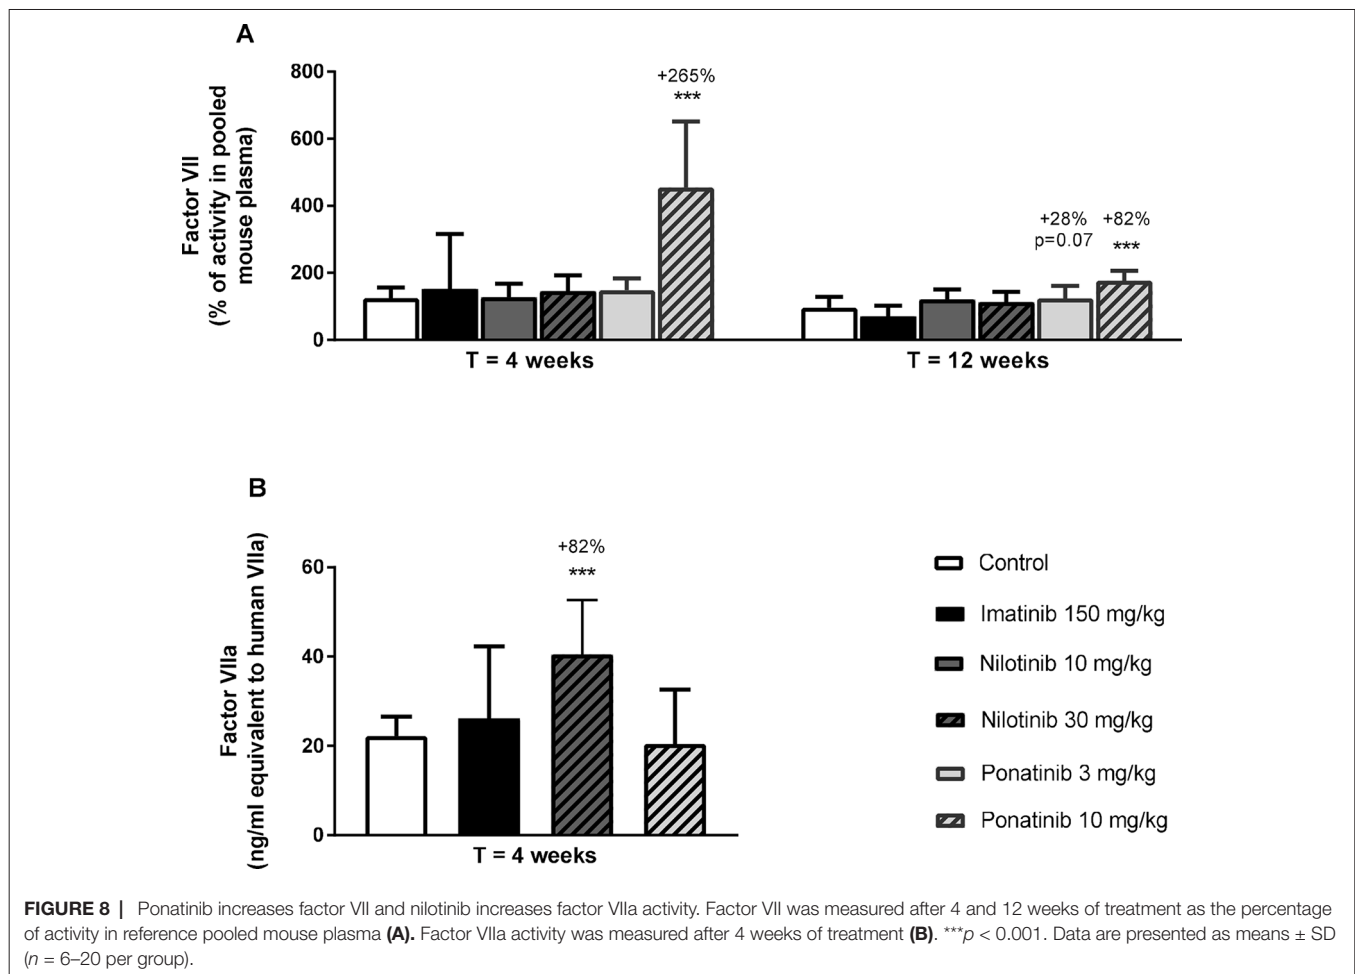 A
Factor VII
(% of activity in pooled
mouse plasma)
800
600
400
200
0
+265%
***
+28%
p=0.07
+82%
***
T = 4 weeks
T = 12 weeks
B
Factor VIIa
(ng/ml equivalent to human VIIa)
60
40
20
0
+82%
***
T = 4 weeks
Control
Imatinib 150 mg/kg
Nilotinib 10 mg/kg
Nilotinib 30 mg/kg
Ponatinib 3 mg/kg
Ponatinib 10 mg/kg
FIGURE 8 | Ponatinib increases factor VII and nilotinib increases factor VIIa activity. Factor VII was measured after 4 and 12 weeks of treatment as the percentage
of activity in reference pooled mouse plasma (A). Factor VIIa activity was measured after 4 weeks of treatment (B). ***p < 0.001. Data are presented as means ± SD
(n = 6–20 per group).